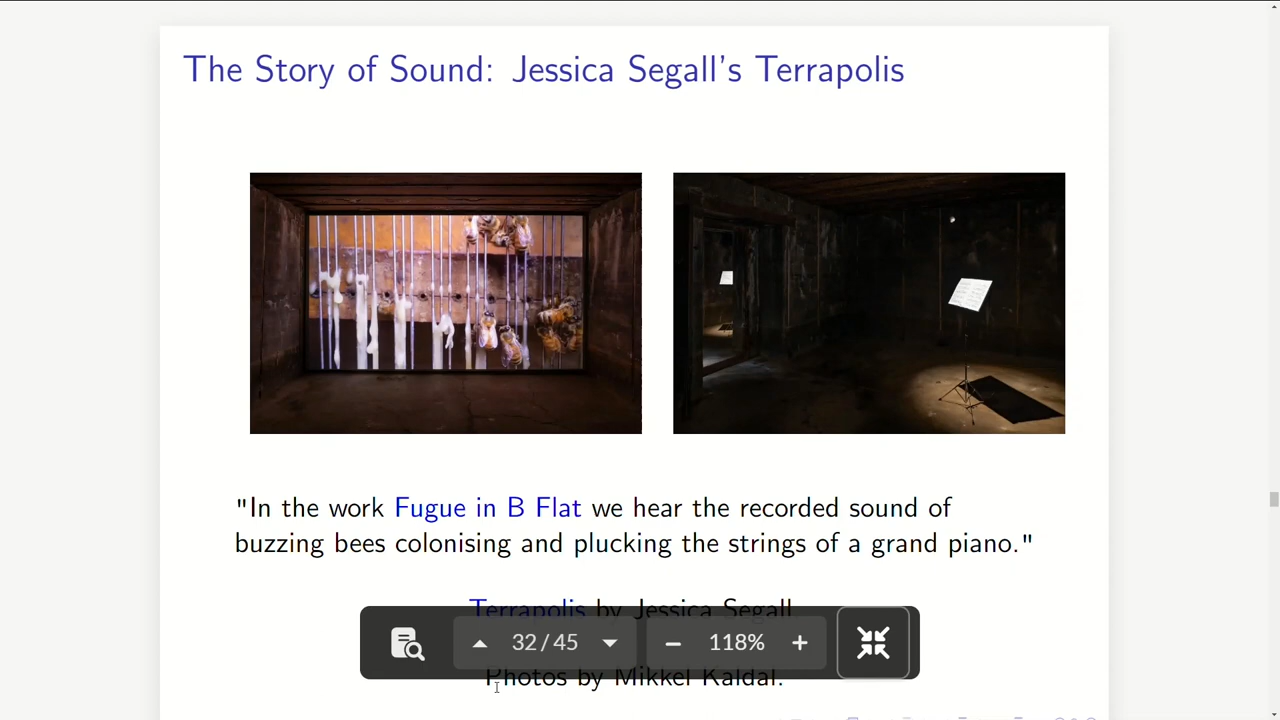 The Story of Sound: Jessica Segall's Terrapolis
"In the work Fugue in B Flat we hear the recorded sound of
buzzing bees colonising and plucking the strings of a grand piano."
Terrapolis by Jessica Segall
32/45
118%
Photos by Mikkel Kaldal.